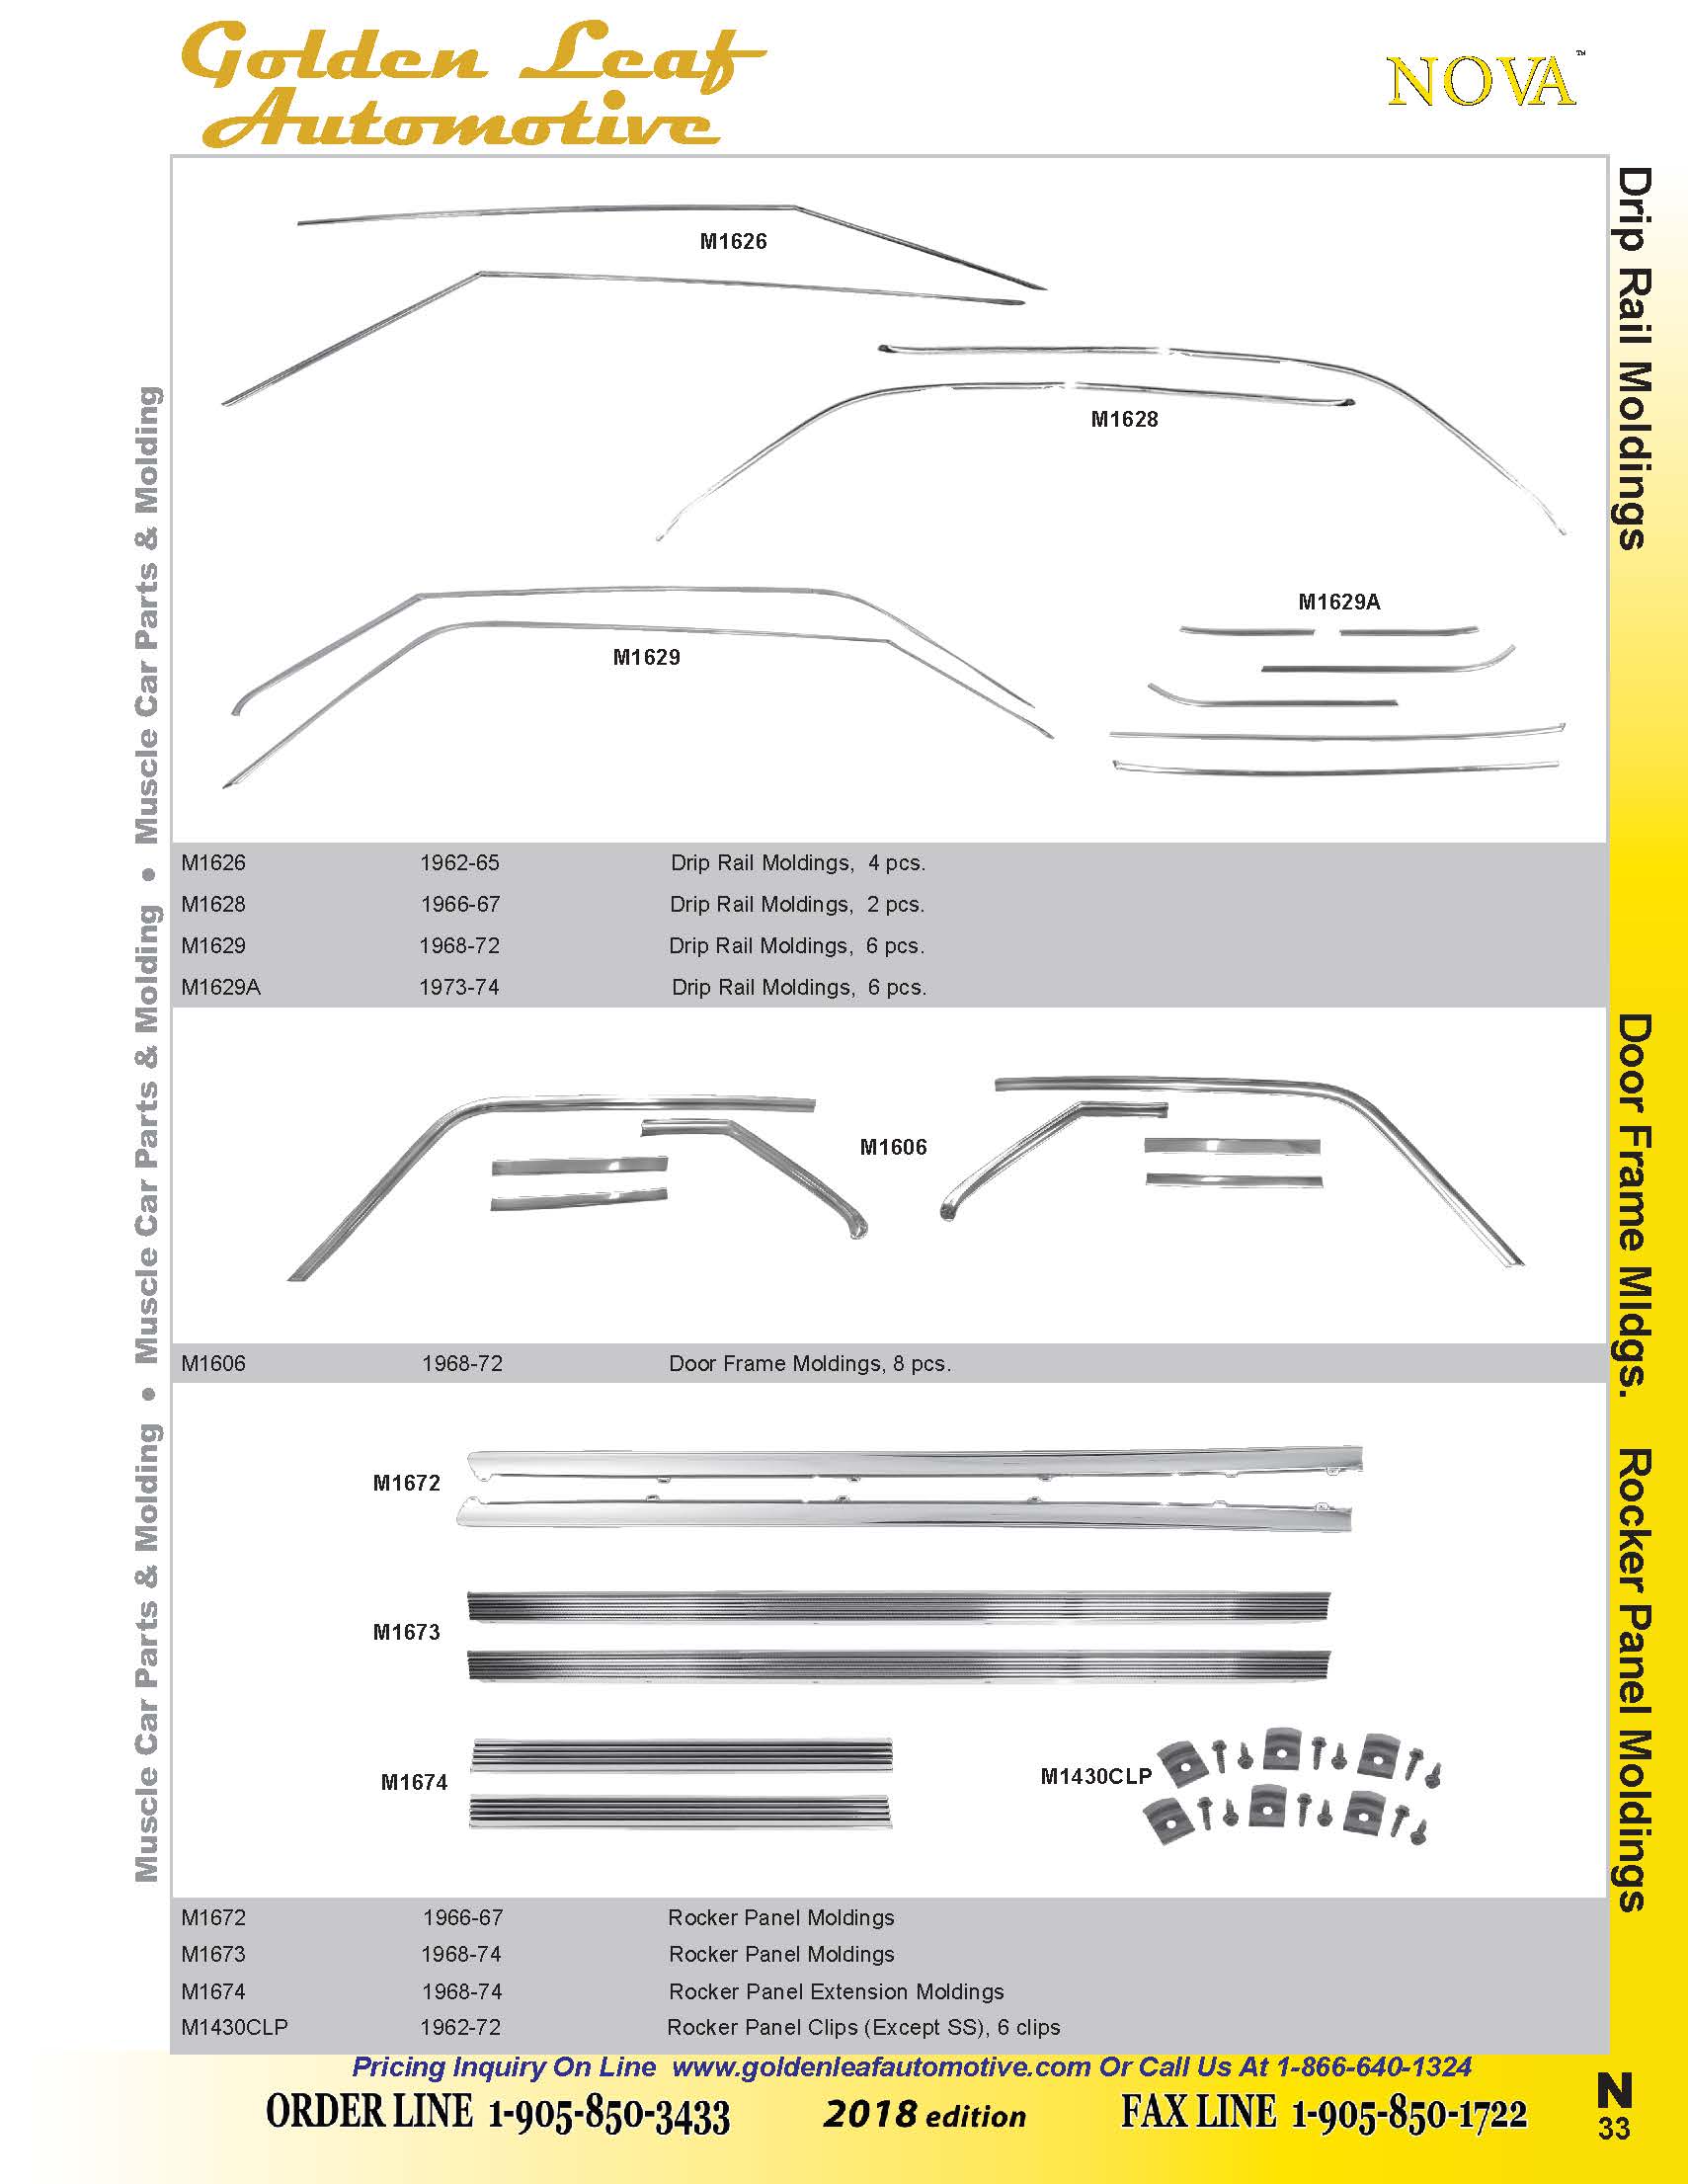 Golden Leaf
Automotive
NOVA™
Drip Rail Moldings
Door Frame Mldgs.
Rocker Panel Moldings
Muscle Car Parts & Molding • Muscle Car Parts & Molding • Muscle Car Parts & Molding
M1626
M1628
M1629A
M1629
M1626 1962-65 Drip Rail Moldings, 4 pcs.
M1628 1966-67 Drip Rail Moldings, 2 pcs.
M1629 1968-72 Drip Rail Moldings, 6 pcs.
M1629A 1973-74 Drip Rail Moldings, 6 pcs.
M1606
M1606 1968-72 Door Frame Moldings, 8 pcs.
M1672
M1673
M1674
M1430CLP
M1672 1966-67 Rocker Panel Moldings
M1673 1968-74 Rocker Panel Moldings
M1674 1968-74 Rocker Panel Extension Moldings
M1430CLP 1962-72 Rocker Panel Clips (Except SS), 6 clips
Pricing Inquiry On Line www.goldenleafautomotive.com Or Call Us At 1-866-640-1324
ORDER LINE 1-905-850-3433 2018 edition FAX LINE 1-905-850-1722
N
33